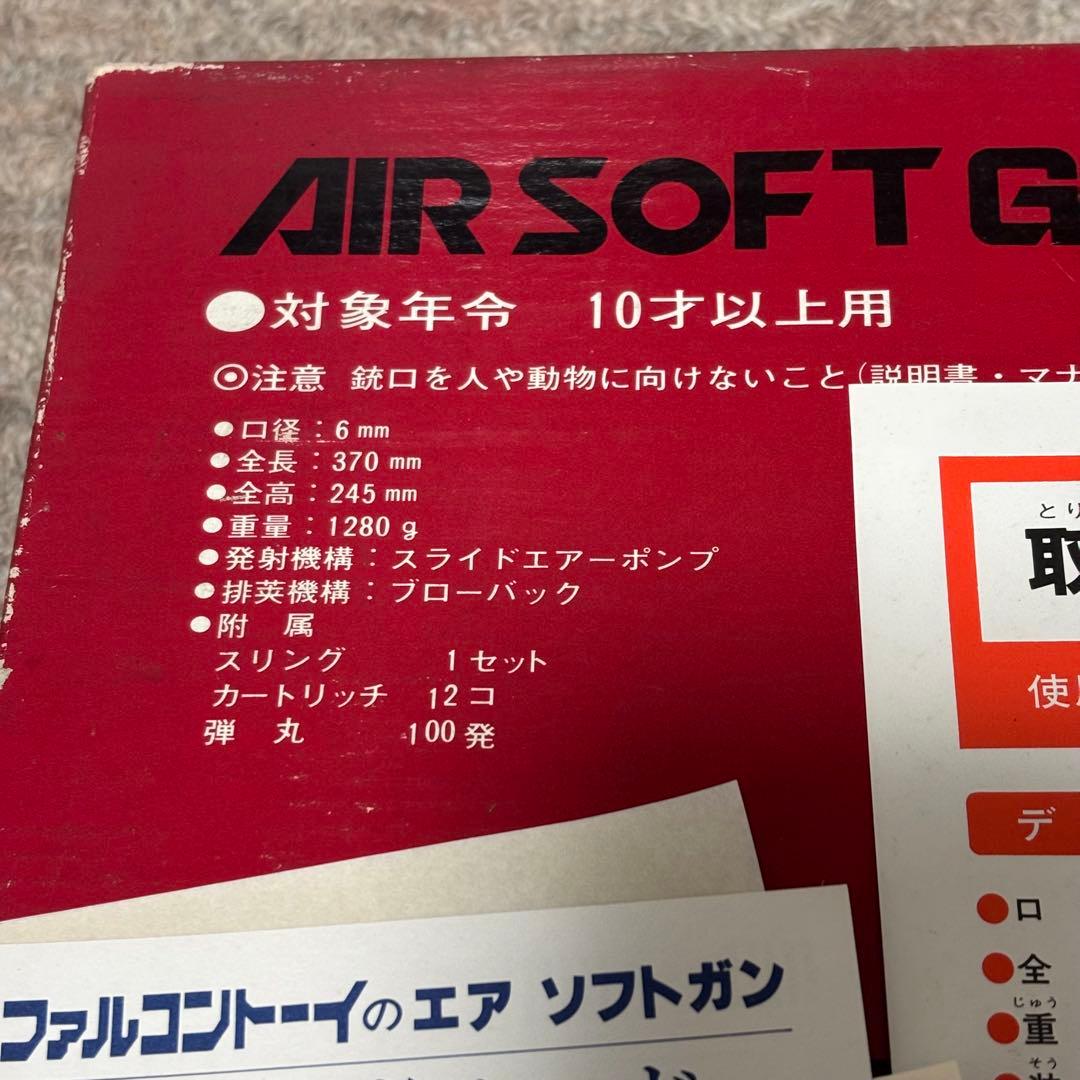 AIR SOFT G
●対象年令　10才以上用
◎注意 銃口を人や動物に向けないこと(説明書・マナ
●口径：6mm
●全長：370mm
●全高：245mm
●重量：1280g
●発射機構：スライドエアーポンプ
●排莢機構：ブローバック
●附　属
スリング　1セット
カートリッチ　12コ
弾　丸　100発
とり
取
使用
デ
●口
●全
じゅう
●重
そう
ファルコントーイのエア ソフトガン